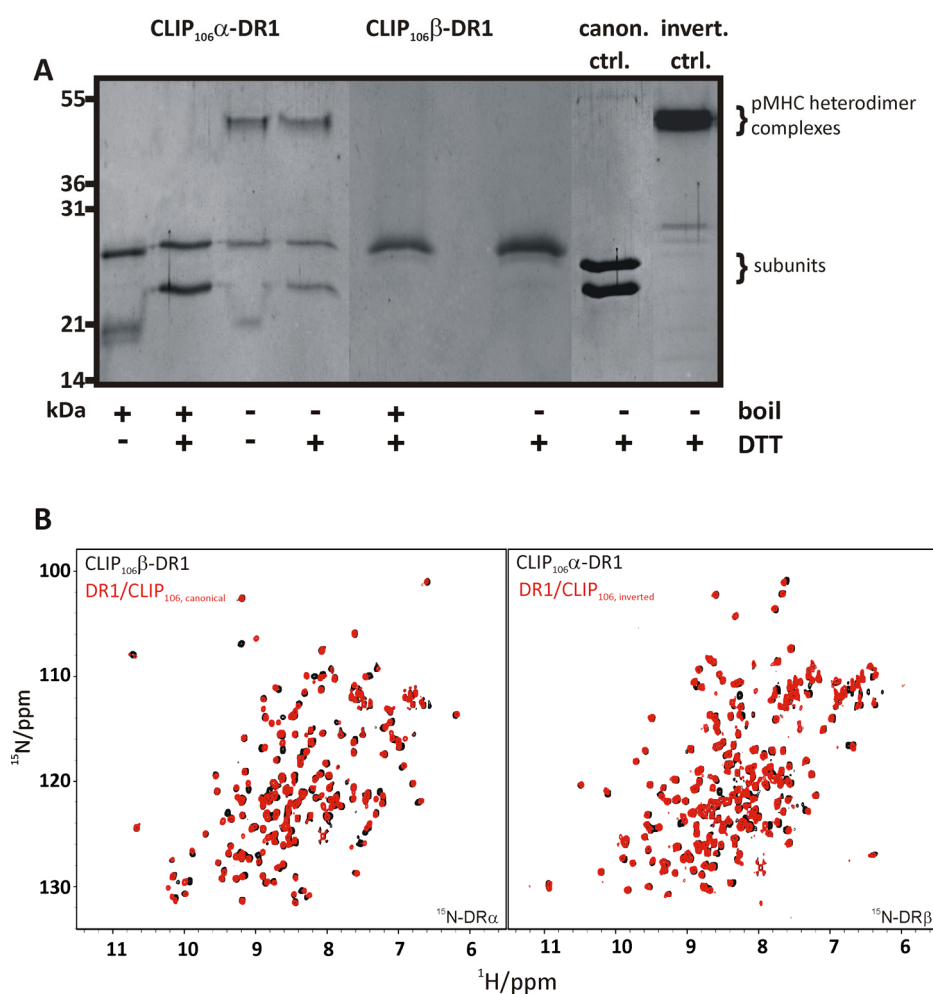 CLIP106α-DR1 CLIP106β-DR1 canon. invert.
ctrl. ctrl.
A
55
36
31
21
14
pMHC heterodimer
complexes
subunits
kDa + + - - + - - - boil
- + - + + + + + DTT
B
CLIP106β-DR1
DR1/CLIP106, canonical
CLIP106α-DR1
DR1/CLIP106, inverted
100
110
120
130
15N/ppm
15N-DRα
15N-DRβ
11 10 9 8 7 6 11 10 9 8 7 6
1H/ppm